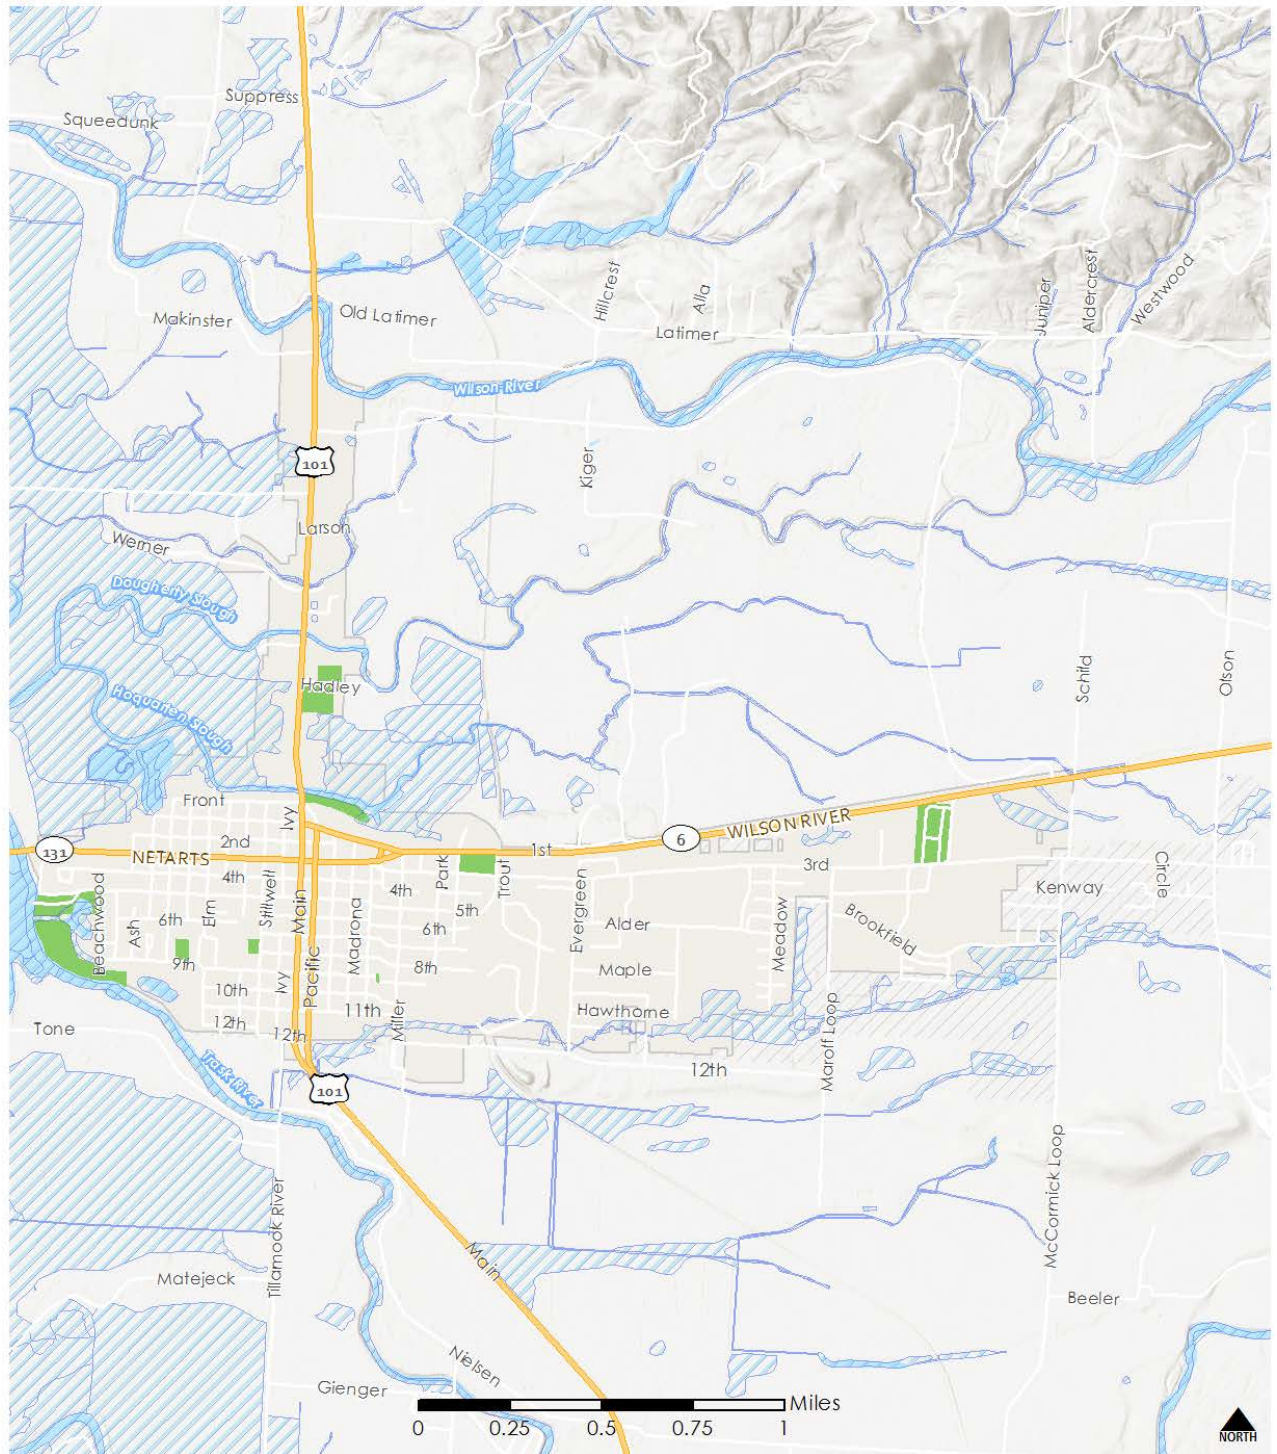 Suppress
Squeedunk
Hillcrest
Alla
Juniper
Aldercrest
Westwood
Makinster
Old Latimer
Latimer
Wilson River
101
Kiger
Larson
Werner
Dougherty Slough
Hadley
Hoquarten Slough
Schild
Olson
Front
Ivy
2nd
131
NETARTS
1st
6
WILSON RIVER
3rd
4th
Stillwell
Main
4th
Park
Trout
Kenway
Circle
Beachwood
Ash
6th
Elm
5th
6th
Evergreen
Alder
Meadow
Brookfield
9th
Madrona
8th
Maple
10th
Ivy
Pacific
11th
Miller
Hawthorne
Tone
12th
12th
12th
Maroff Loop
Trask River
101
McCormick Loop
Tillamook River
Matejeck
Main
Beeler
Nielsen
Gienger
Miles
0 0.25 0.5 0.75 1
NORTH